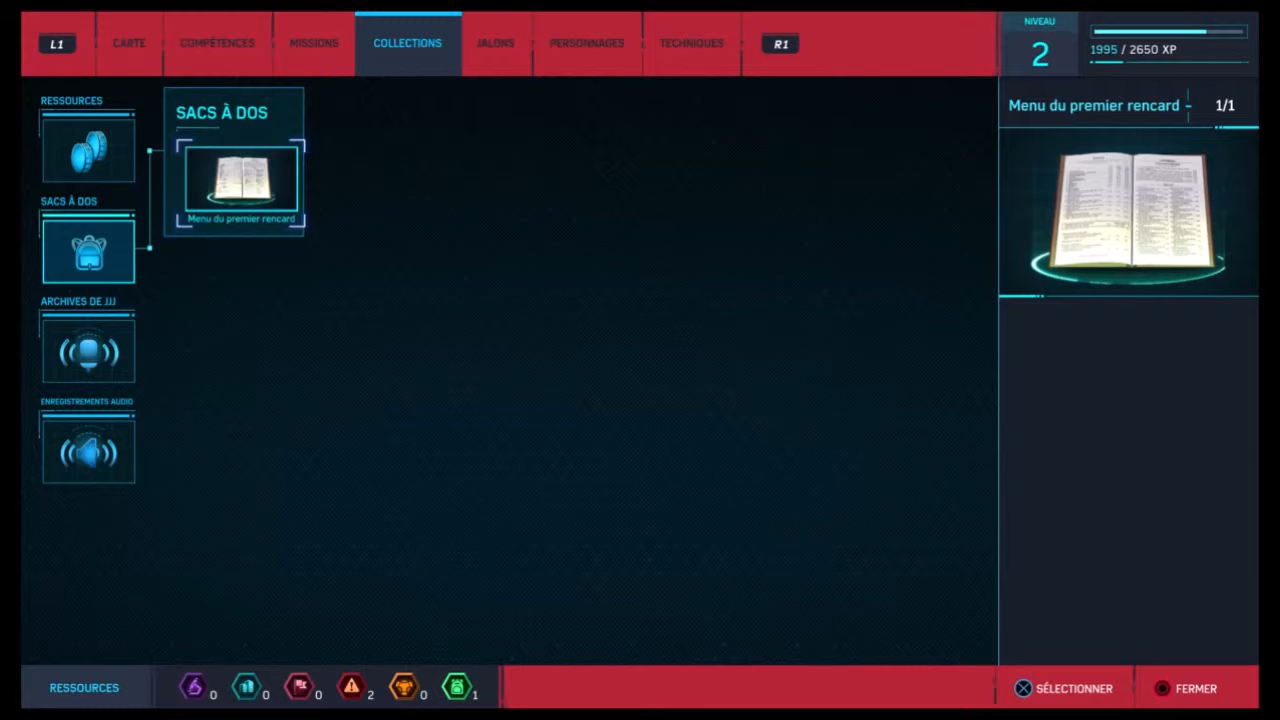 L1
CARTE
COMPÉTENCES
MISSIONS
COLLECTIONS
JALONS
PERSONNAGES
TECHNIQUES
R1
NIVEAU
2
1995 / 2650 XP
RESSOURCES
SACS À DOS
ARCHIVES DE JJJ
ENREGISTREMENTS AUDIO
SACS À DOS
Menu du premier rencard
Menu du premier rencard - 1/1
RESSOURCES
0
0
0
2
0
1
SÉLECTIONNER
FERMER